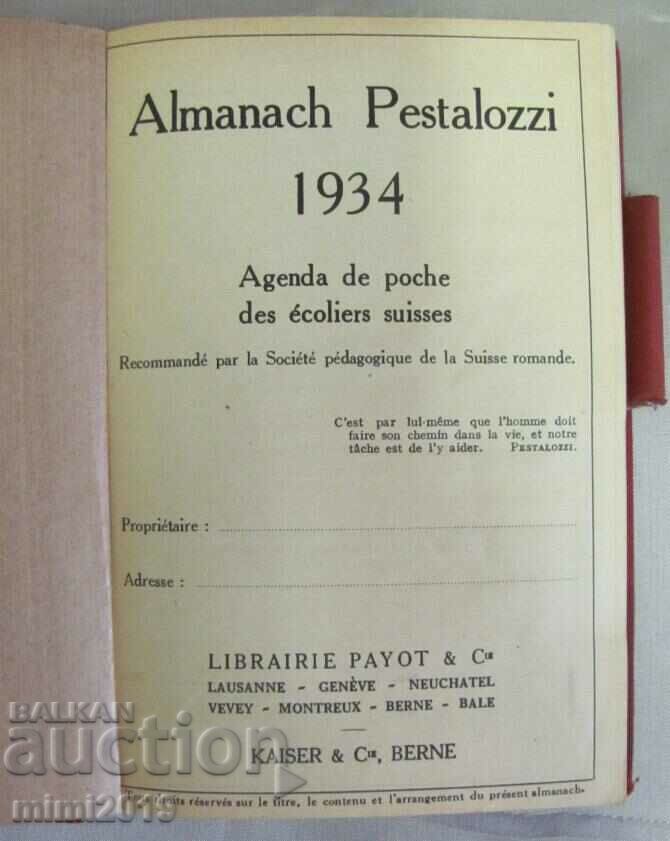 Almanach Pestalozzi
1934
Agenda de poche
des écoliers suisses
Recommandé par la Société pédagogique de la Suisse romande.
C'est par lui-même que l'homme doit
faire son chemin dans la vie, et notre
tâche est de l'y aider. PESTALOZZI.
Propriétaire :
Adresse :
LIBRAIRIE PAYOT & Cie
LAUSANNE - GENÈVE - NEUCHATEL
VEVEY - MONTREUX - BERNE - BALE
KAISER & Cie, BERNE
Tous droits réservés sur le titre, le contenu et l'arrangement du présent almanach.
BALKAN
auction
mimi2019